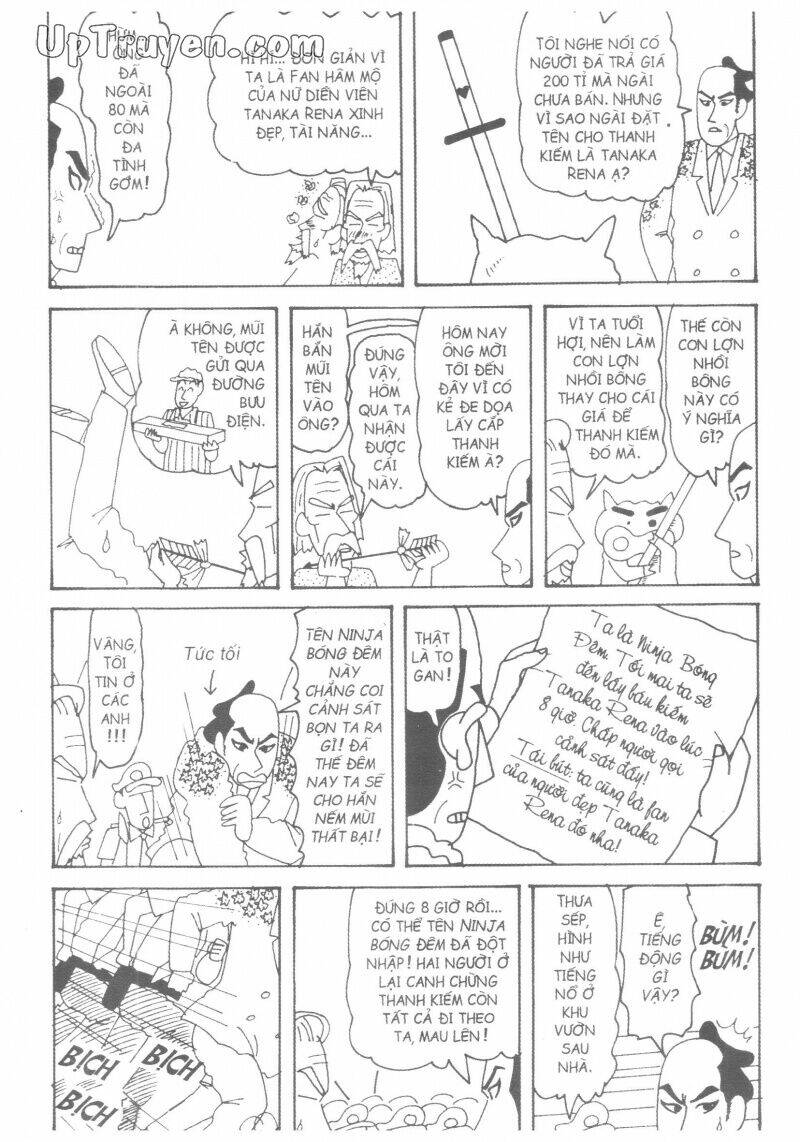 UpTruyen.com
TÔI NGHE NÓI CÓ
NGƯỜI ĐÃ TRẢ GIÁ
200 TỈ MÀ NGÀI
CHƯA BÁN. NHƯNG
VÌ SAO NGÀI ĐẶT
TÊN CHO THANH
KIẾM LÀ TANAKA
RENA Ạ?
HI HI... ĐƠN GIẢN VÌ
TA LÀ FAN HÂM MỘ
CỦA NỮ DIỄN VIÊN
TANAKA RENA XINH
ĐẸP, TÀI NĂNG...
ÔNG
ĐÃ
NGOÀI
80 MÀ
CÒN
ĐA
TÌNH
GỚM!
THẾ CÒN
CON LỢN
NHỒI
BÔNG
NÀY CÓ
Ý NGHĨA
GÌ?
VÌ TA TUỔI
HỢI, NÊN LÀM
CON LỢN
NHỒI BÔNG
THAY CHO CÁI
GIÁ ĐỂ
THANH KIẾM
ĐÓ MÀ.
HÔM NAY
ÔNG MỜI
TÔI ĐẾN
ĐÂY VÌ CÓ
KẺ ĐE DỌA
LẤY CẮP
THANH
KIẾM À?
ĐÚNG
VẬY,
HÔM
QUA TA
NHẬN
ĐƯỢC
CÁI
NÀY.
HẮN
BẮN
MŨI
TÊN
VÀO
ÔNG?
À KHÔNG, MŨI
TÊN ĐƯỢC
GỬI QUA
ĐƯỜNG
BƯU
ĐIỆN.
Ta là Ninja Bóng
Đêm. Tối mai ta sẽ
đến lấy báu kiếm
Tanaka Rena vào lúc
8 giờ. Chấp người gọi
cảnh sát đấy!
Tái bút: ta cũng là fan
của người đẹp Tanaka
Rena đó nha!
THẬT
LÀ TO
GAN!
TÊN NINJA
BÓNG ĐÊM
NÀY
CHẲNG COI
CẢNH SÁT
BỌN TA RA
GÌ! ĐÃ
THẾ ĐÊM
NAY TA SẼ
CHO HẮN
NẾM MÙI
THẤT BẠI!
Tức tối
VÂNG,
TÔI
TIN Ở
CÁC
ANH!!!
BÙM!
BUM!
Ê,
TIẾNG
ĐỘNG
GÌ
VẬY?
THƯA
SẾP,
HÌNH
NHƯ
TIẾNG
NỔ Ở
KHU
VƯỜN
SAU
NHÀ.
ĐÚNG 8 GIỜ RỒI...
CÓ THỂ TÊN NINJA
BÓNG ĐÊM ĐÃ ĐỘT
NHẬP! HAI NGƯỜI Ở
LẠI CANH CHỪNG
THANH KIẾM CÒN
TẤT CẢ ĐI THEO
TA, MAU LÊN!
BỊCH
BỊCH
BỊCH